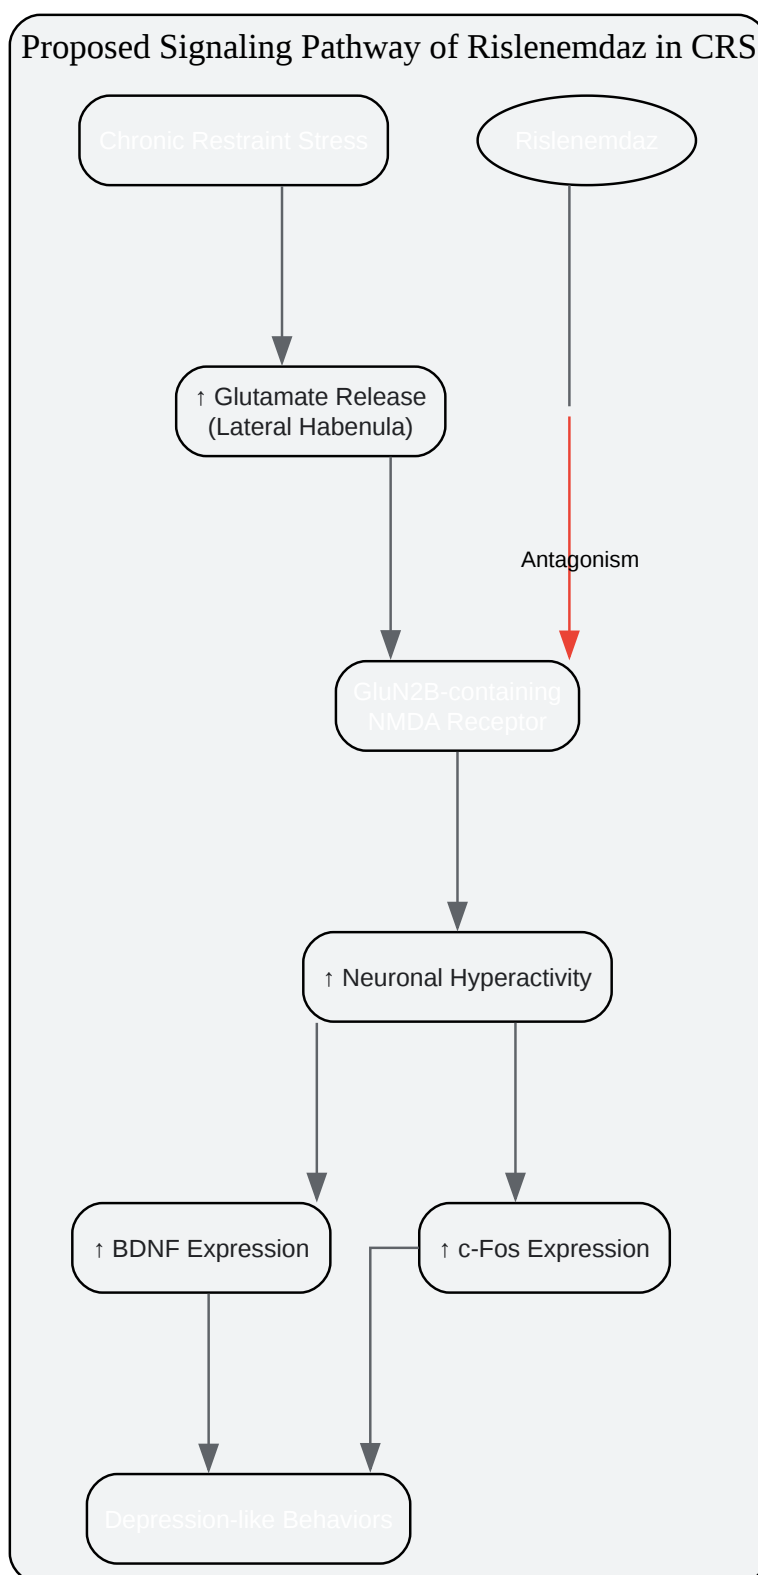 Proposed Signaling Pathway of Rislenemdaz in CRS
Chronic Restraint Stress
Rislenemdaz
↑ Glutamate Release
(Lateral Habenula)
Antagonism
GluN2B-containing
NMDA Receptor
↑ Neuronal Hyperactivity
↑ BDNF Expression
↑ c-Fos Expression
Depression-like Behaviors